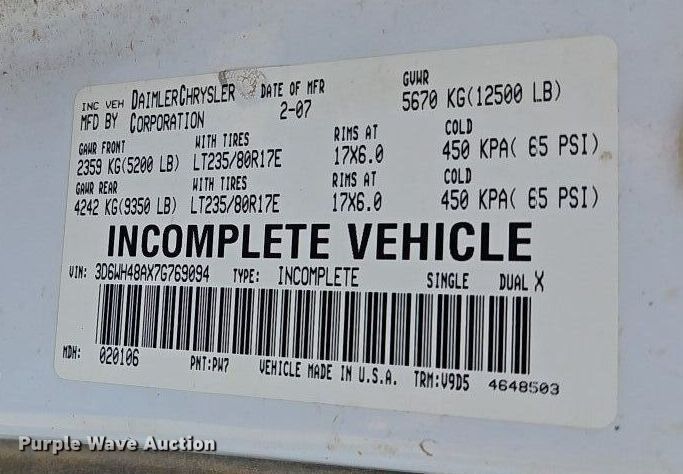 INC VEH DAIMLERCHRYSLER DATE OF MFR GVWR
MFD BY CORPORATION 2-07 5670 KG(12500 LB)
GAWR FRONT WITH TIRES RIMS AT COLD
2359 KG(5200 LB) LT235/80R17E 17X6.0 450 KPA( 65 PSI)
GAWR REAR WITH TIRES RIMS AT COLD
4242 KG(9350 LB) LT235/80R17E 17X6.0 450 KPA( 65 PSI)
INCOMPLETE VEHICLE
VIN: 3D6WH48AX7G769094 TYPE: INCOMPLETE SINGLE DUAL X
MDH: 020106 PNT:PW7 VEHICLE MADE IN U.S.A. TRM:V9D5 4648503
Purple Wave Auction